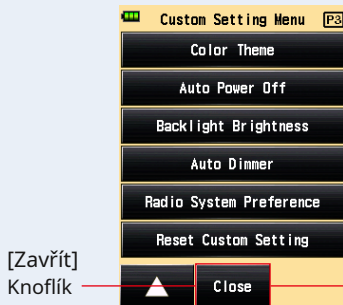 Custom Setting Menu P3
Color Theme
Auto Power Off
Backlight Brightness
Auto Dimmer
Radio System Preference
Reset Custom Setting
[Zavřít]
Knoflík
Close